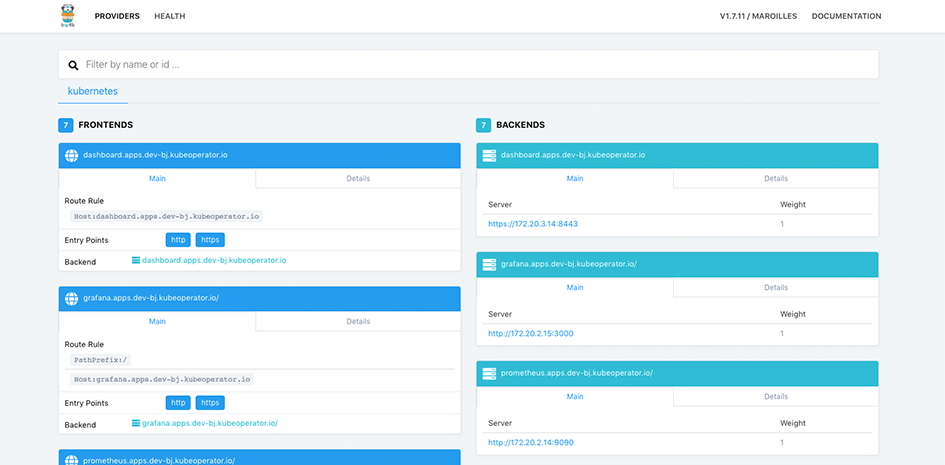 PROVIDERS HEALTH V1.7.11 / MAROILLES DOCUMENTATION
Filter by name or id ...
kubernetes
7 FRONTENDS
dashboard.apps.dev-bj.kubeoperator.io
Main Details
Route Rule
Host:dashboard.apps.dev-bj.kubeoperator.io
Entry Points http https
Backend dashboard.apps.dev-bj.kubeoperator.io
grafana.apps.dev-bj.kubeoperator.io/
Main Details
Route Rule
PathPrefix:/
Host:grafana.apps.dev-bj.kubeoperator.io
Entry Points http https
Backend grafana.apps.dev-bj.kubeoperator.io/
prometheus.apps.dev-bj.kubeoperator.io/
7 BACKENDS
dashboard.apps.dev-bj.kubeoperator.io
Main Details
Server Weight
https://172.20.3.14:8443 1
grafana.apps.dev-bj.kubeoperator.io/
Main Details
Server Weight
http://172.20.2.15:3000 1
prometheus.apps.dev-bj.kubeoperator.io/
Main Details
Server Weight
http://172.20.2.14:9090 1